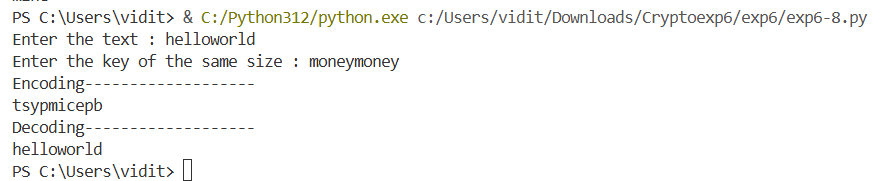 PS C:\Users\vidit> & C:/Python312/python.exe c:/Users/vidit/Downloads/Cryptoexp6/exp6/exp6-8.py
Enter the text : helloworld
Enter the key of the same size : moneymoney
Encoding-------------------
tsypmicepb
Decoding-------------------
helloworld
PS C:\Users\vidit>